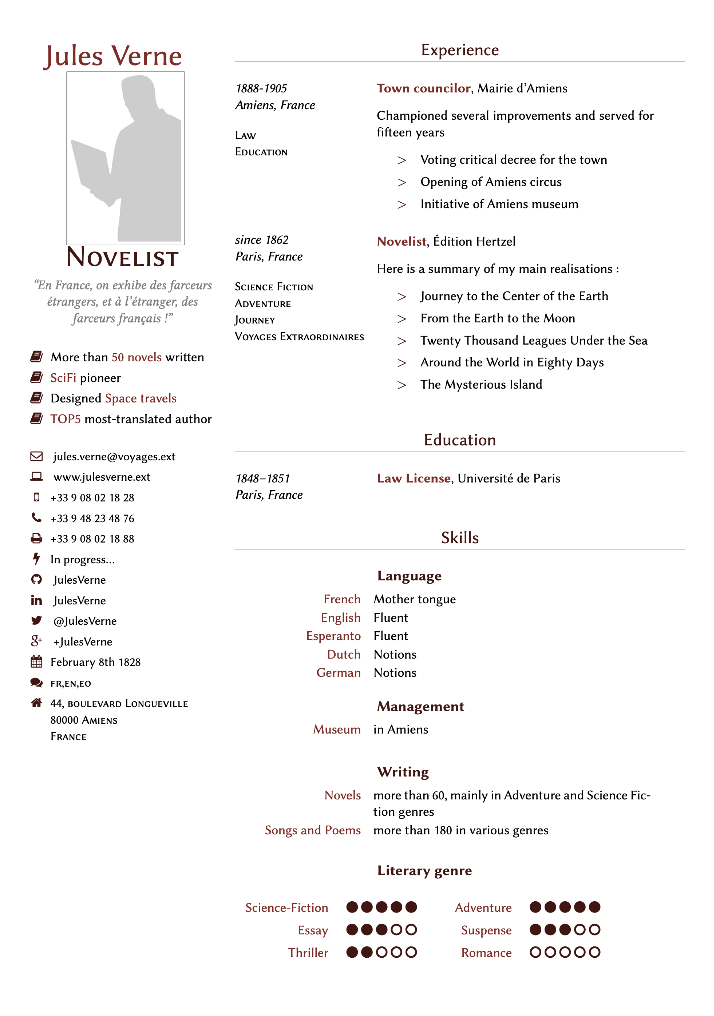 Jules Verne
Novelist
“En France, on exhibe des farceurs
étrangers, et à l’étranger, des
farceurs français !”
More than 50 novels written
SciFi pioneer
Designed Space travels
TOP5 most-translated author
jules.verne@voyages.ext
www.julesverne.ext
+33 9 08 02 18 28
+33 9 48 23 48 76
+33 9 08 02 18 88
In progress...
JulesVerne
JulesVerne
@JulesVerne
+JulesVerne
February 8th 1828
fr,en,eo
44, boulevard Longueville
80000 Amiens
France
Experience
1888-1905
Amiens, France
Law
Education
Town councilor, Mairie d’Amiens
Championed several improvements and served for
fifteen years
> Voting critical decree for the town
> Opening of Amiens circus
> Initiative of Amiens museum
since 1862
Paris, France
Science Fiction
Adventure
Journey
Voyages Extraordinaires
Novelist, Édition Hertzel
Here is a summary of my main realisations :
> Journey to the Center of the Earth
> From the Earth to the Moon
> Twenty Thousand Leagues Under the Sea
> Around the World in Eighty Days
> The Mysterious Island
Education
1848–1851
Paris, France
Law License, Université de Paris
Skills
Language
French Mother tongue
English Fluent
Esperanto Fluent
Dutch Notions
German Notions
Management
Museum in Amiens
Writing
Novels more than 60, mainly in Adventure and Science Fic-
tion genres
Songs and Poems more than 180 in various genres
Literary genre
Science-Fiction Adventure
Essay Suspense
Thriller Romance